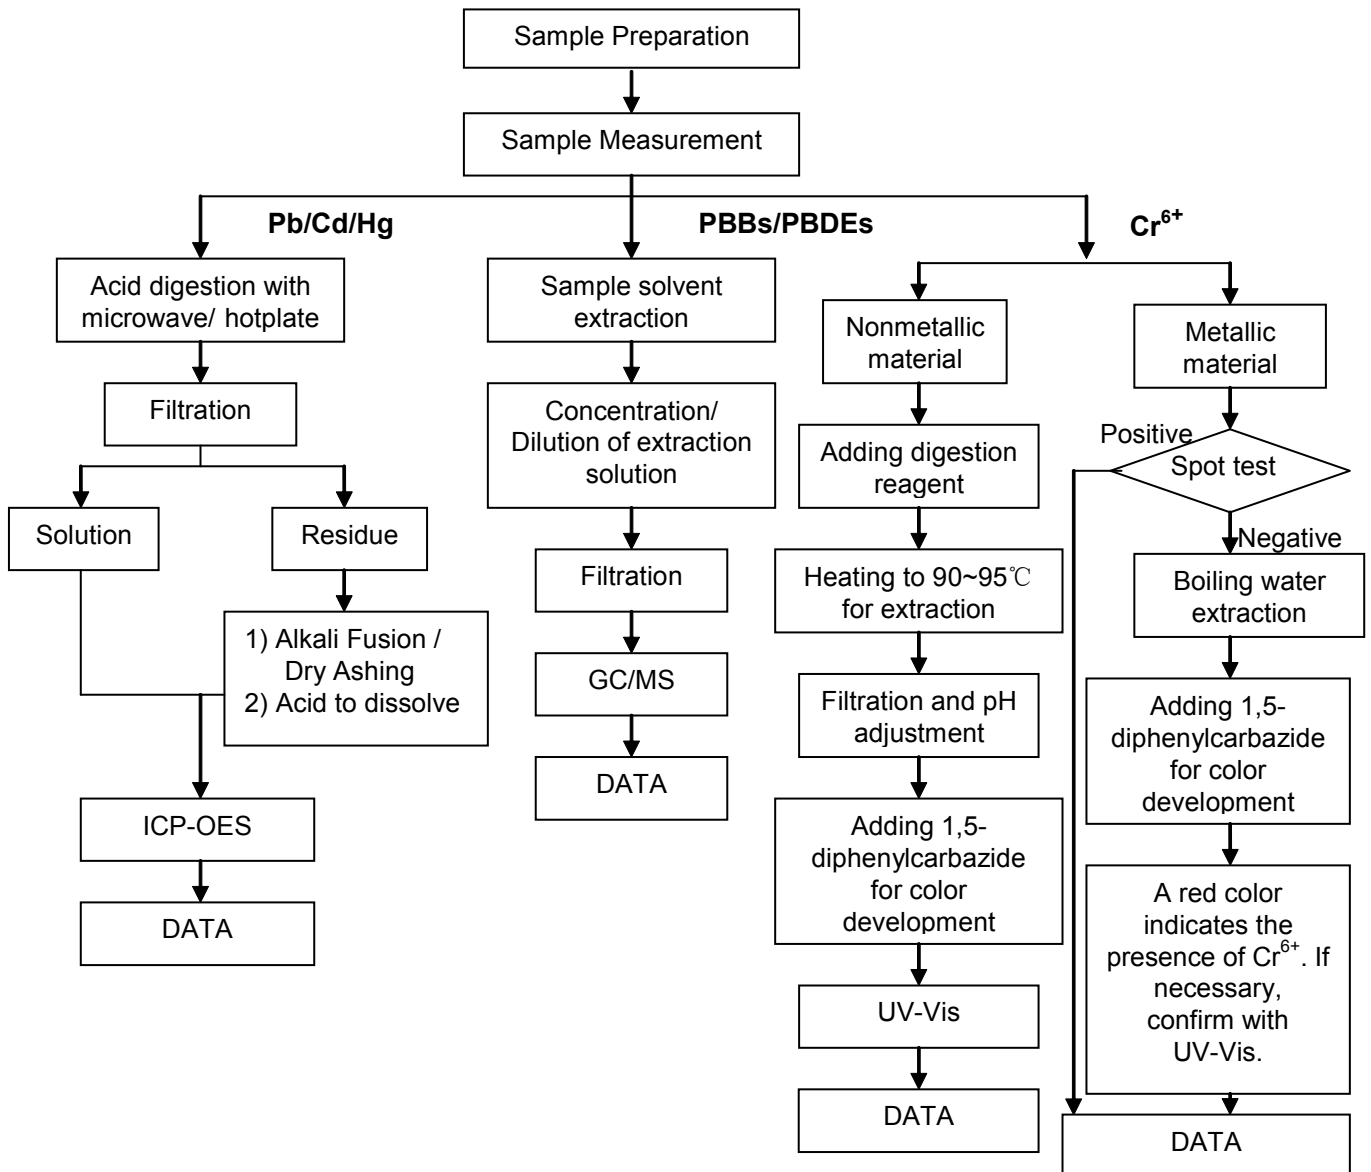 Sample Preparation
Sample Measurement
Pb/Cd/Hg
PBBs/PBDEs
Cr⁶⁺
Acid digestion with
microwave/ hotplate
Filtration
Solution
Residue
1) Alkali Fusion /
Dry Ashing
2) Acid to dissolve
ICP-OES
DATA
Sample solvent
extraction
Concentration/
Dilution of extraction
solution
Filtration
GC/MS
DATA
Nonmetallic
material
Adding digestion
reagent
Heating to 90~95℃
for extraction
Filtration and pH
adjustment
Adding 1,5-
diphenylcarbazide
for color
development
UV-Vis
DATA
Metallic
material
Positive
Spot test
Negative
Boiling water
extraction
Adding 1,5-
diphenylcarbazide
for color
development
A red color
indicates the
presence of Cr⁶⁺. If
necessary,
confirm with
UV-Vis.
DATA